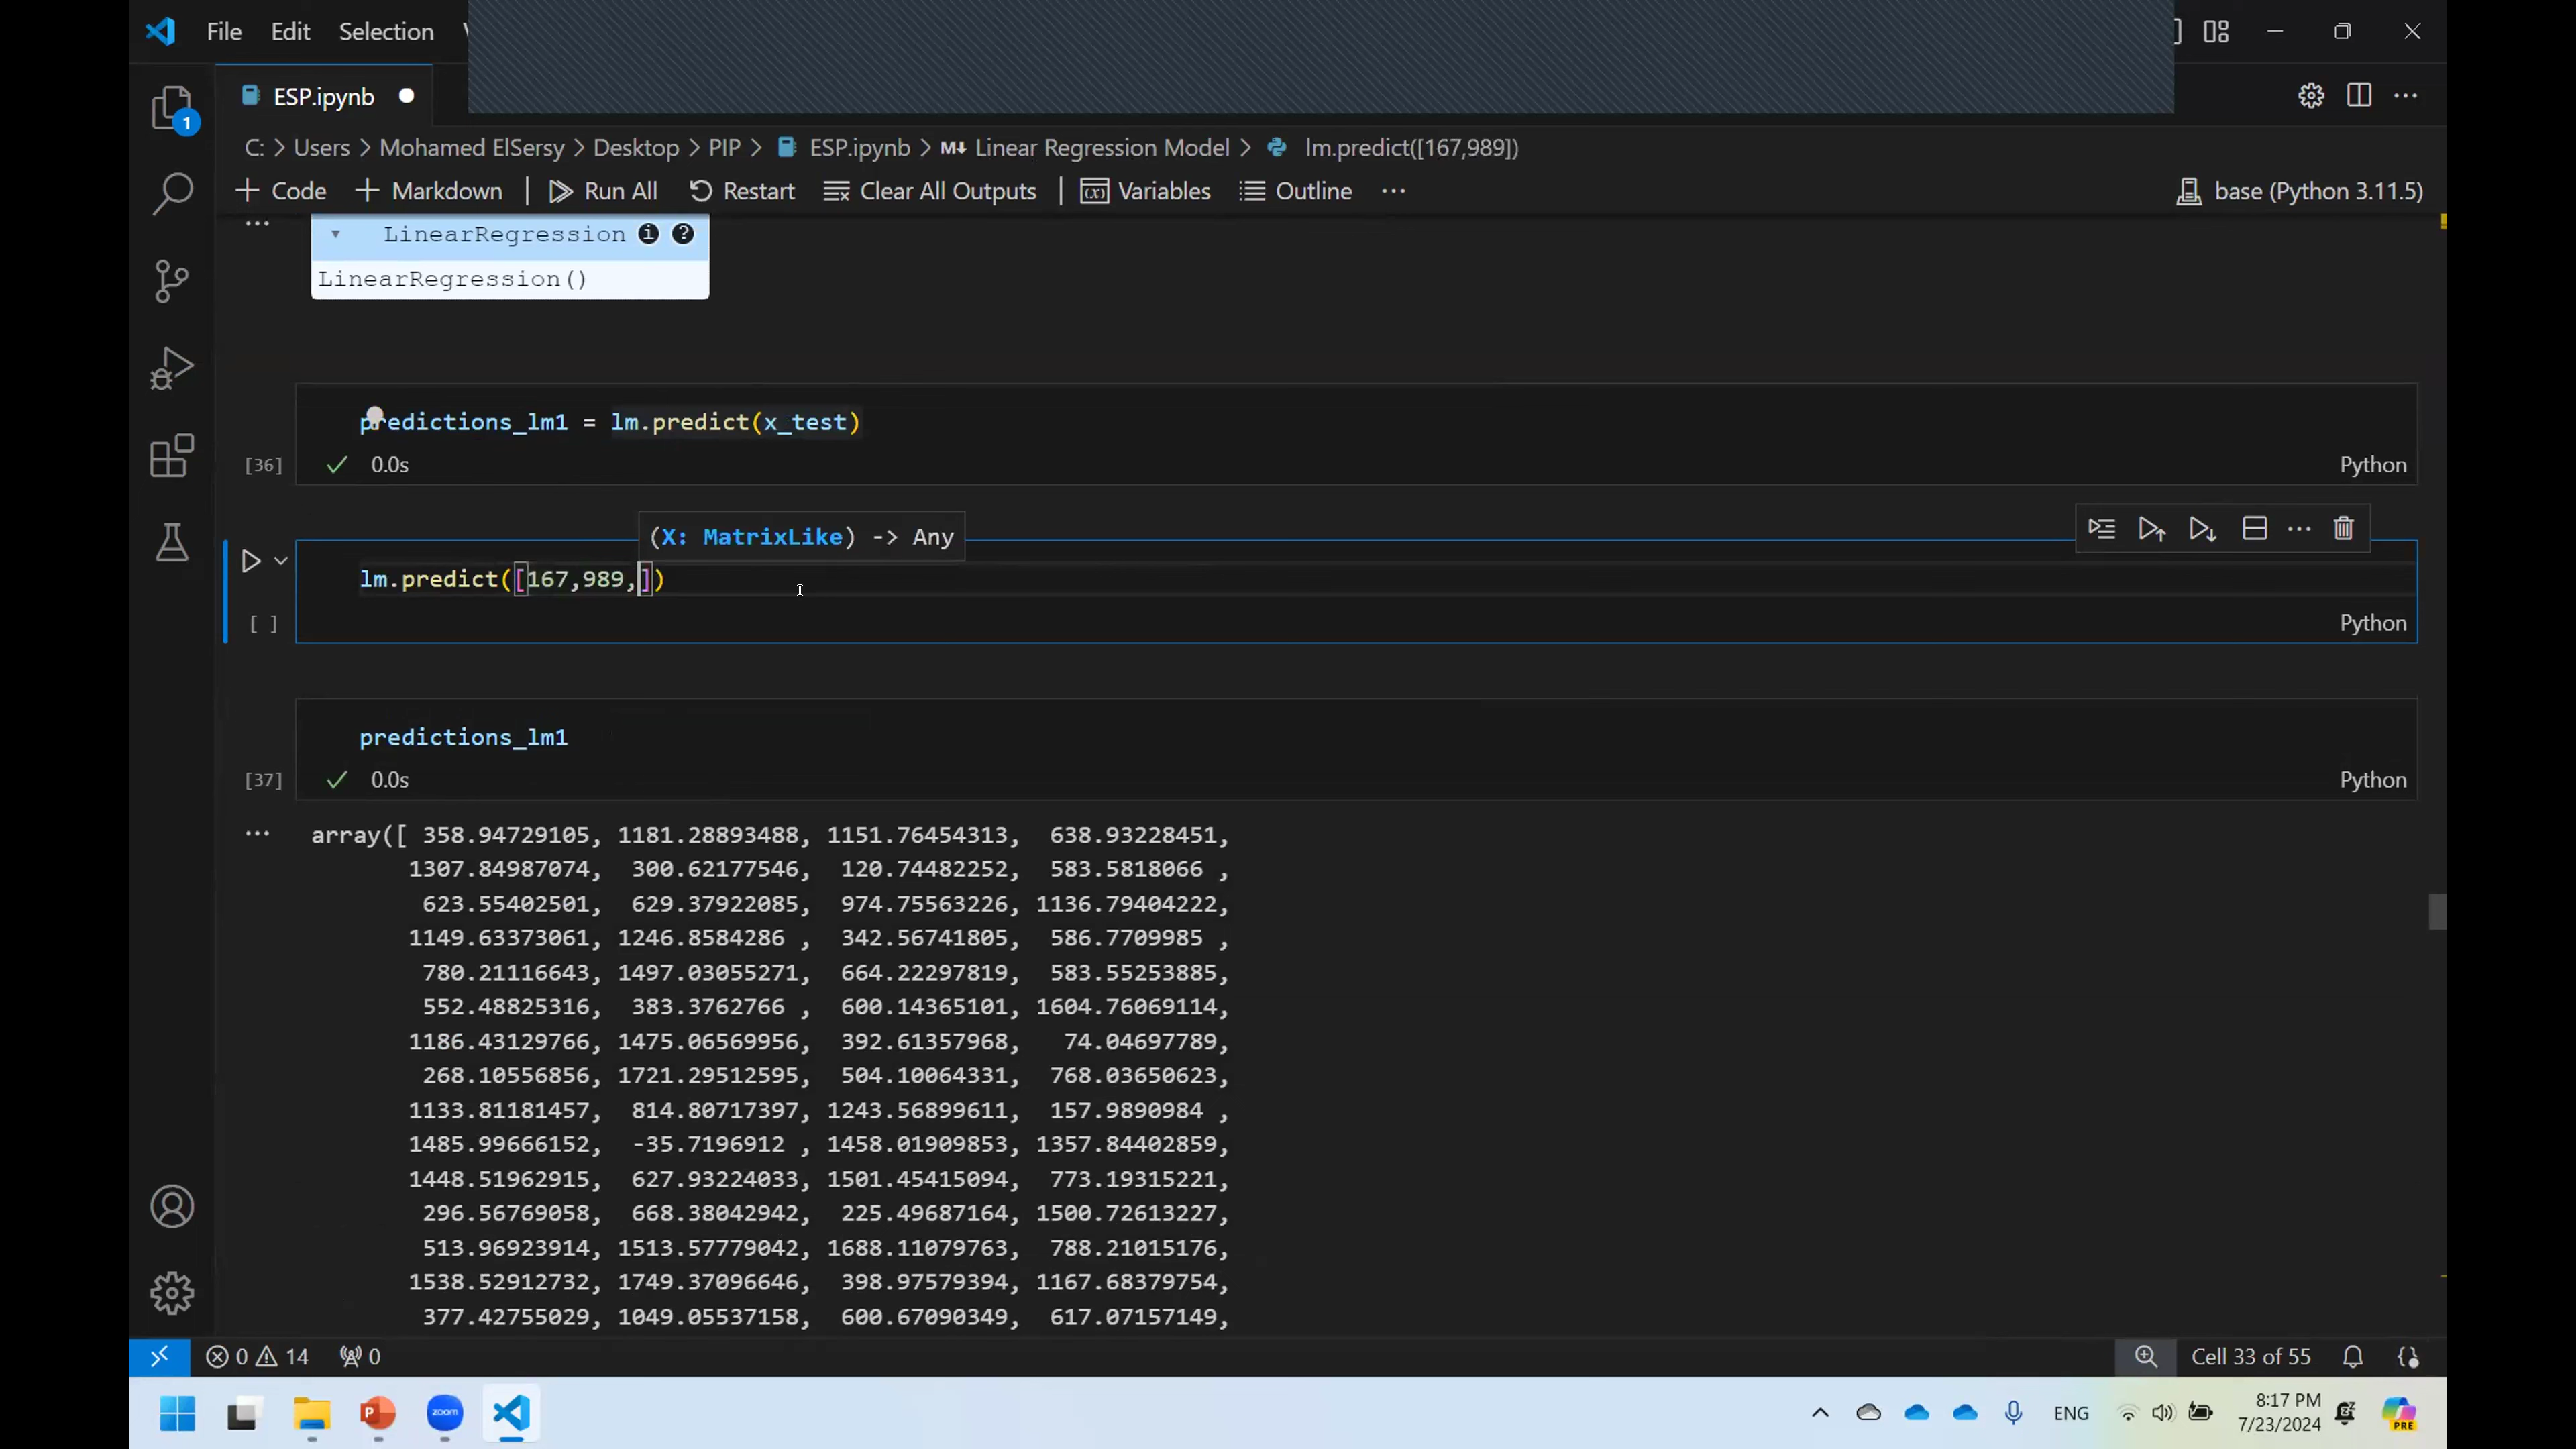 File Edit Selection
ESP.ipynb
1
C: > Users > Mohamed ElSersy > Desktop > PIP > ESP.ipynb > M↓ Linear Regression Model > lm.predict([167,989])
+ Code + Markdown | Run All Restart Clear All Outputs | Variables Outline ...
base (Python 3.11.5)
...
LinearRegression i ?
LinearRegression()
predictions_lm1 = lm.predict(x_test)
[36] ✓ 0.0s Python
(X: MatrixLike) -> Any
lm.predict([167,989,])
[ ] Python
predictions_lm1
[37] ✓ 0.0s Python
... array([ 358.94729105, 1181.28893488, 1151.76454313, 638.93228451,
1307.84987074, 300.62177546, 120.74482252, 583.5818066 ,
623.55402501, 629.37922085, 974.75563226, 1136.79404222,
1149.63373061, 1246.8584286 , 342.56741805, 586.7709985 ,
780.21116643, 1497.03055271, 664.22297819, 583.55253885,
552.48825316, 383.3762766 , 600.14365101, 1604.76069114,
1186.43129766, 1475.06569956, 392.61357968, 74.04697789,
268.10556856, 1721.29512595, 504.10064331, 768.03650623,
1133.81181457, 814.80717397, 1243.56899611, 157.9890984 ,
1485.99666152, -35.7196912 , 1458.01909853, 1357.84402859,
1448.51962915, 627.93224033, 1501.45415094, 773.19315221,
296.56769058, 668.38042942, 225.49687164, 1500.72613227,
513.96923914, 1513.57779042, 1688.11079763, 788.21015176,
1538.52912732, 1749.37096646, 398.97579394, 1167.68379754,
377.42755029, 1049.05537158, 600.67090349, 617.07157149,
0 14 0 Cell 33 of 55
zoom
ENG
8:17 PM
7/23/2024
PRE